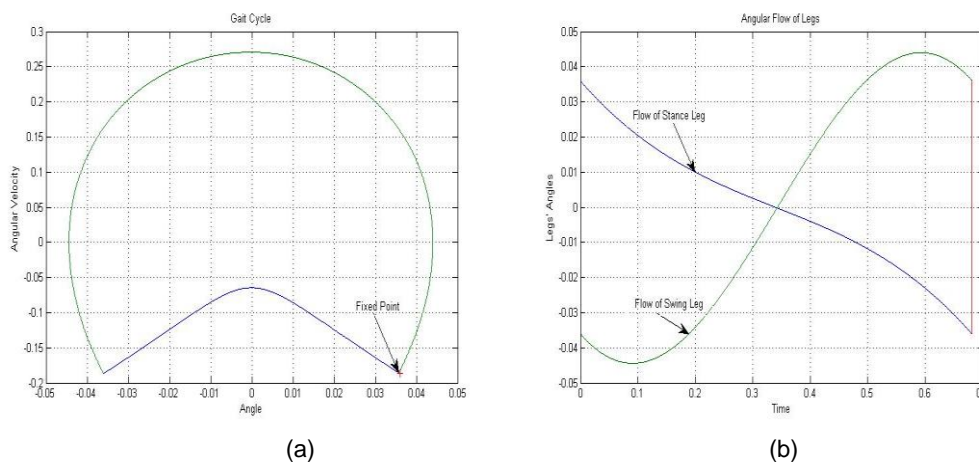 Gait Cycle
0.3
0.25
0.2
0.15
0.1
0.05
0
-0.05
-0.1
-0.15
-0.2
Angular Velocity
Fixed Point
-0.05 -0.04 -0.03 -0.02 -0.01 0 0.01 0.02 0.03 0.04 0.05
Angle
(a)
Angular Flow of Legs
0.05
0.04
0.03
0.02
0.01
0
-0.01
-0.02
-0.03
-0.04
-0.05
Legs' Angles
Flow of Stance Leg
Flow of Swing Leg
0 0.1 0.2 0.3 0.4 0.5 0.6
Time
(b)